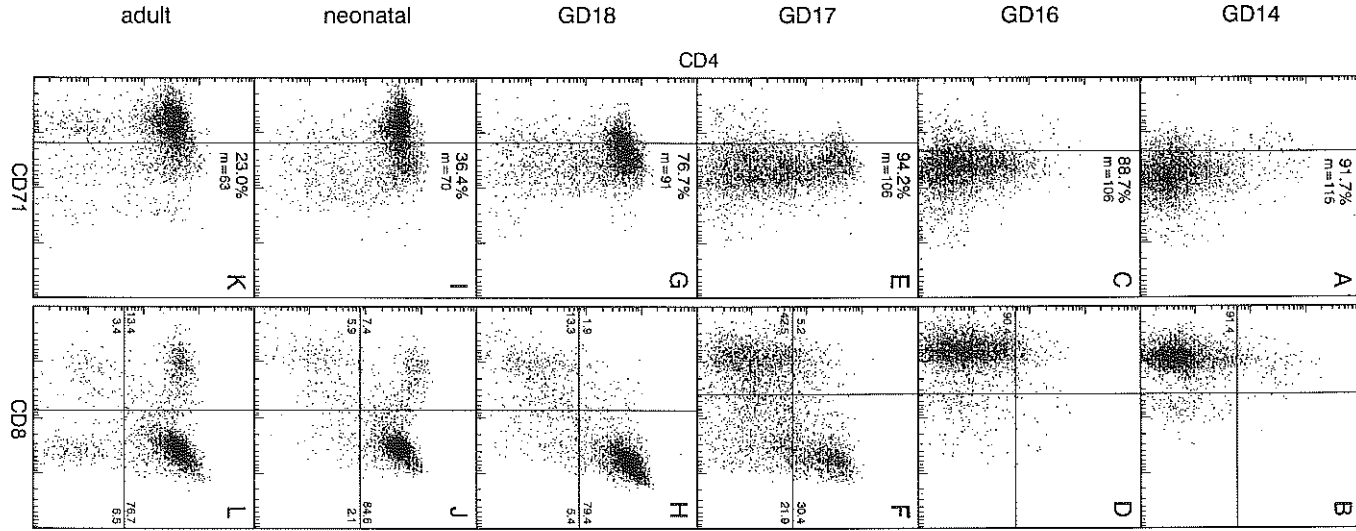 adult
neonatal
GD18
GD17
GD16
GD14
CD4
23.0%
m=63
K
36.4%
m=70
I
76.7%
m=91
G
94.2%
m=106
E
88.7%
m=106
C
91.7%
m=115
A
CD71
13.4
3.4
76.7
6.5
L
7.4
5.9
84.6
2.1
J
1.9
13.3
79.4
5.4
H
5.2
42.5
30.4
21.9
F
D
91.4
B
CD8